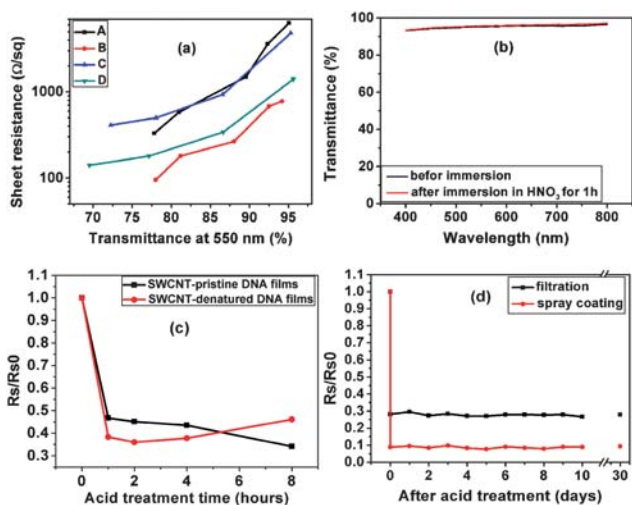 (a)
A
B
C
D
1000
100
Sheet resistance (Ω/sq)
70 75 80 85 90 95
Transmittance at 550 nm (%)
(b)
100
80
60
40
20
0
Transmittance (%)
befor immersion
after immersion in HNO3 for 1h
400 500 600 700 800
Wavelength (nm)
(c)
SWCNT-pristine DNA films
SWCNT-denatured DNA films
1.1
1.0
0.9
0.8
0.7
0.6
0.5
0.4
0.3
Rs/Rs0
0 2 4 6 8
Acid treatment time (hours)
(d)
filtration
spray coating
1.1
1.0
0.9
0.8
0.7
0.6
0.5
0.4
0.3
0.2
0.1
0.0
Rs/Rs0
0 2 4 6 8 10 30
After acid treatment (days)